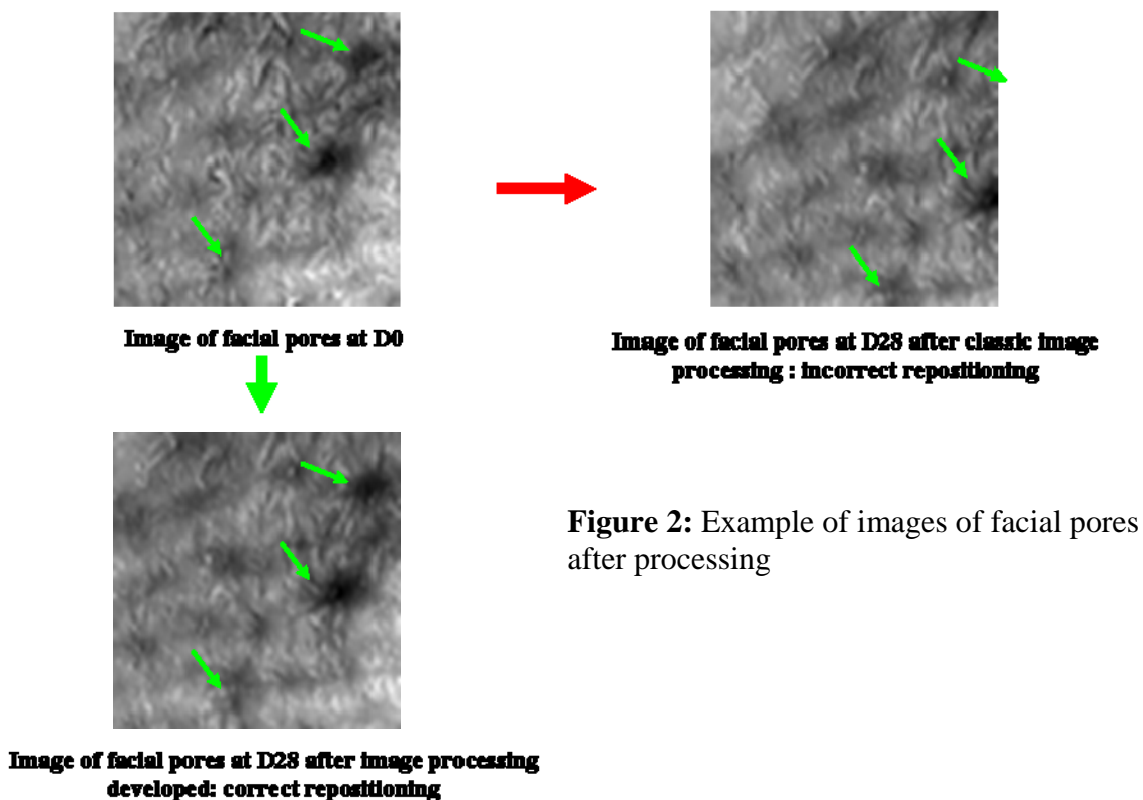 Image of facial pores at D0
Image of facial pores at D28 after classic image
processing : incorrect repositioning
Figure 2: Example of images of facial pores
after processing
Image of facial pores at D28 after image processing
developed: correct repositioning